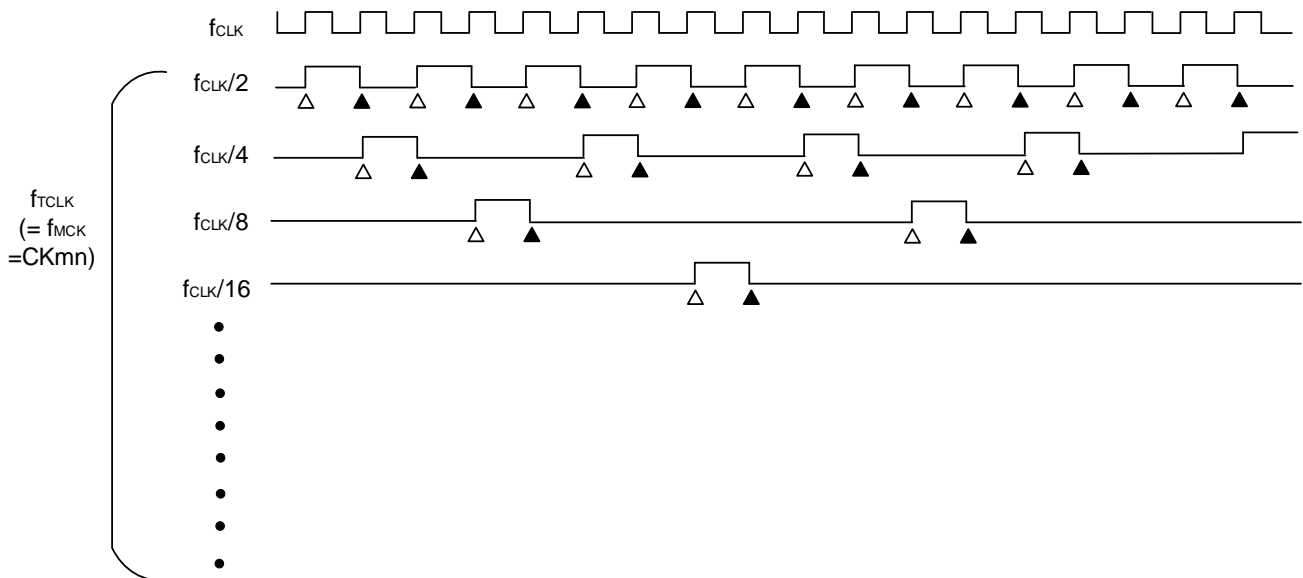 fCLK
fCLK/2
fCLK/4
fTCLK
(= fMCK
=CKmn)
fCLK/8
fCLK/16